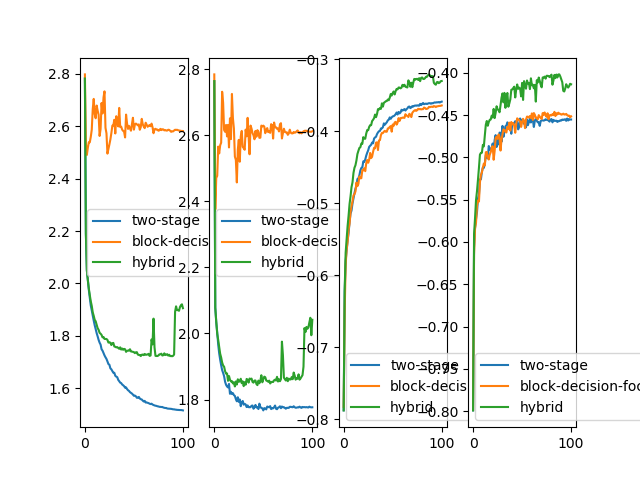 2.8
2.6
2.4
2.2
2.0
1.8
1.6
0
100
two-stage
block-decis
hybrid
2.8
2.6
2.4
2.2
2.0
1.8
0
100
two-stage
block-decis
hybrid
−0.3
−0.4
−0.6
−0.7
−0.8
0
100
two-stage
block-decis
hybrid
−0.40
−0.45
−0.50
−0.55
−0.60
−0.65
−0.70
−0.75
−0.80
0
100
two-stage
block-decision-foc
hybrid